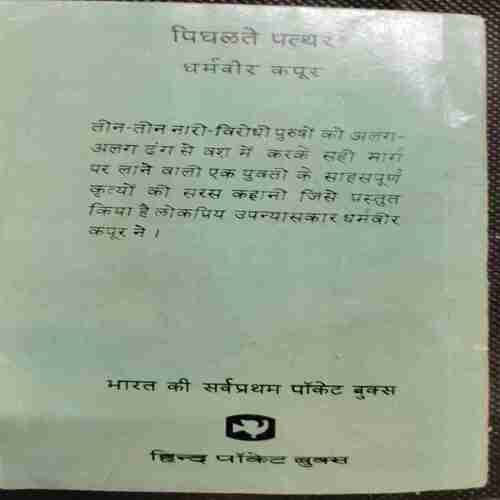 पिघलते पत्थर
धर्मवीर कपूर
तीन-तीन नारी-विरोधी पुरुषों को अलग-
अलग ढंग से वश में करके सही मार्ग
पर लाने वाली एक युवती के साहसपूर्ण
कृत्यों की सरस कहानी जिसे प्रस्तुत
किया है लोकप्रिय उपन्यासकार धर्मवीर
कपूर ने ।
भारत की सर्वप्रथम पॉकेट बुक्स
हिन्द पॉकेट बुक्स